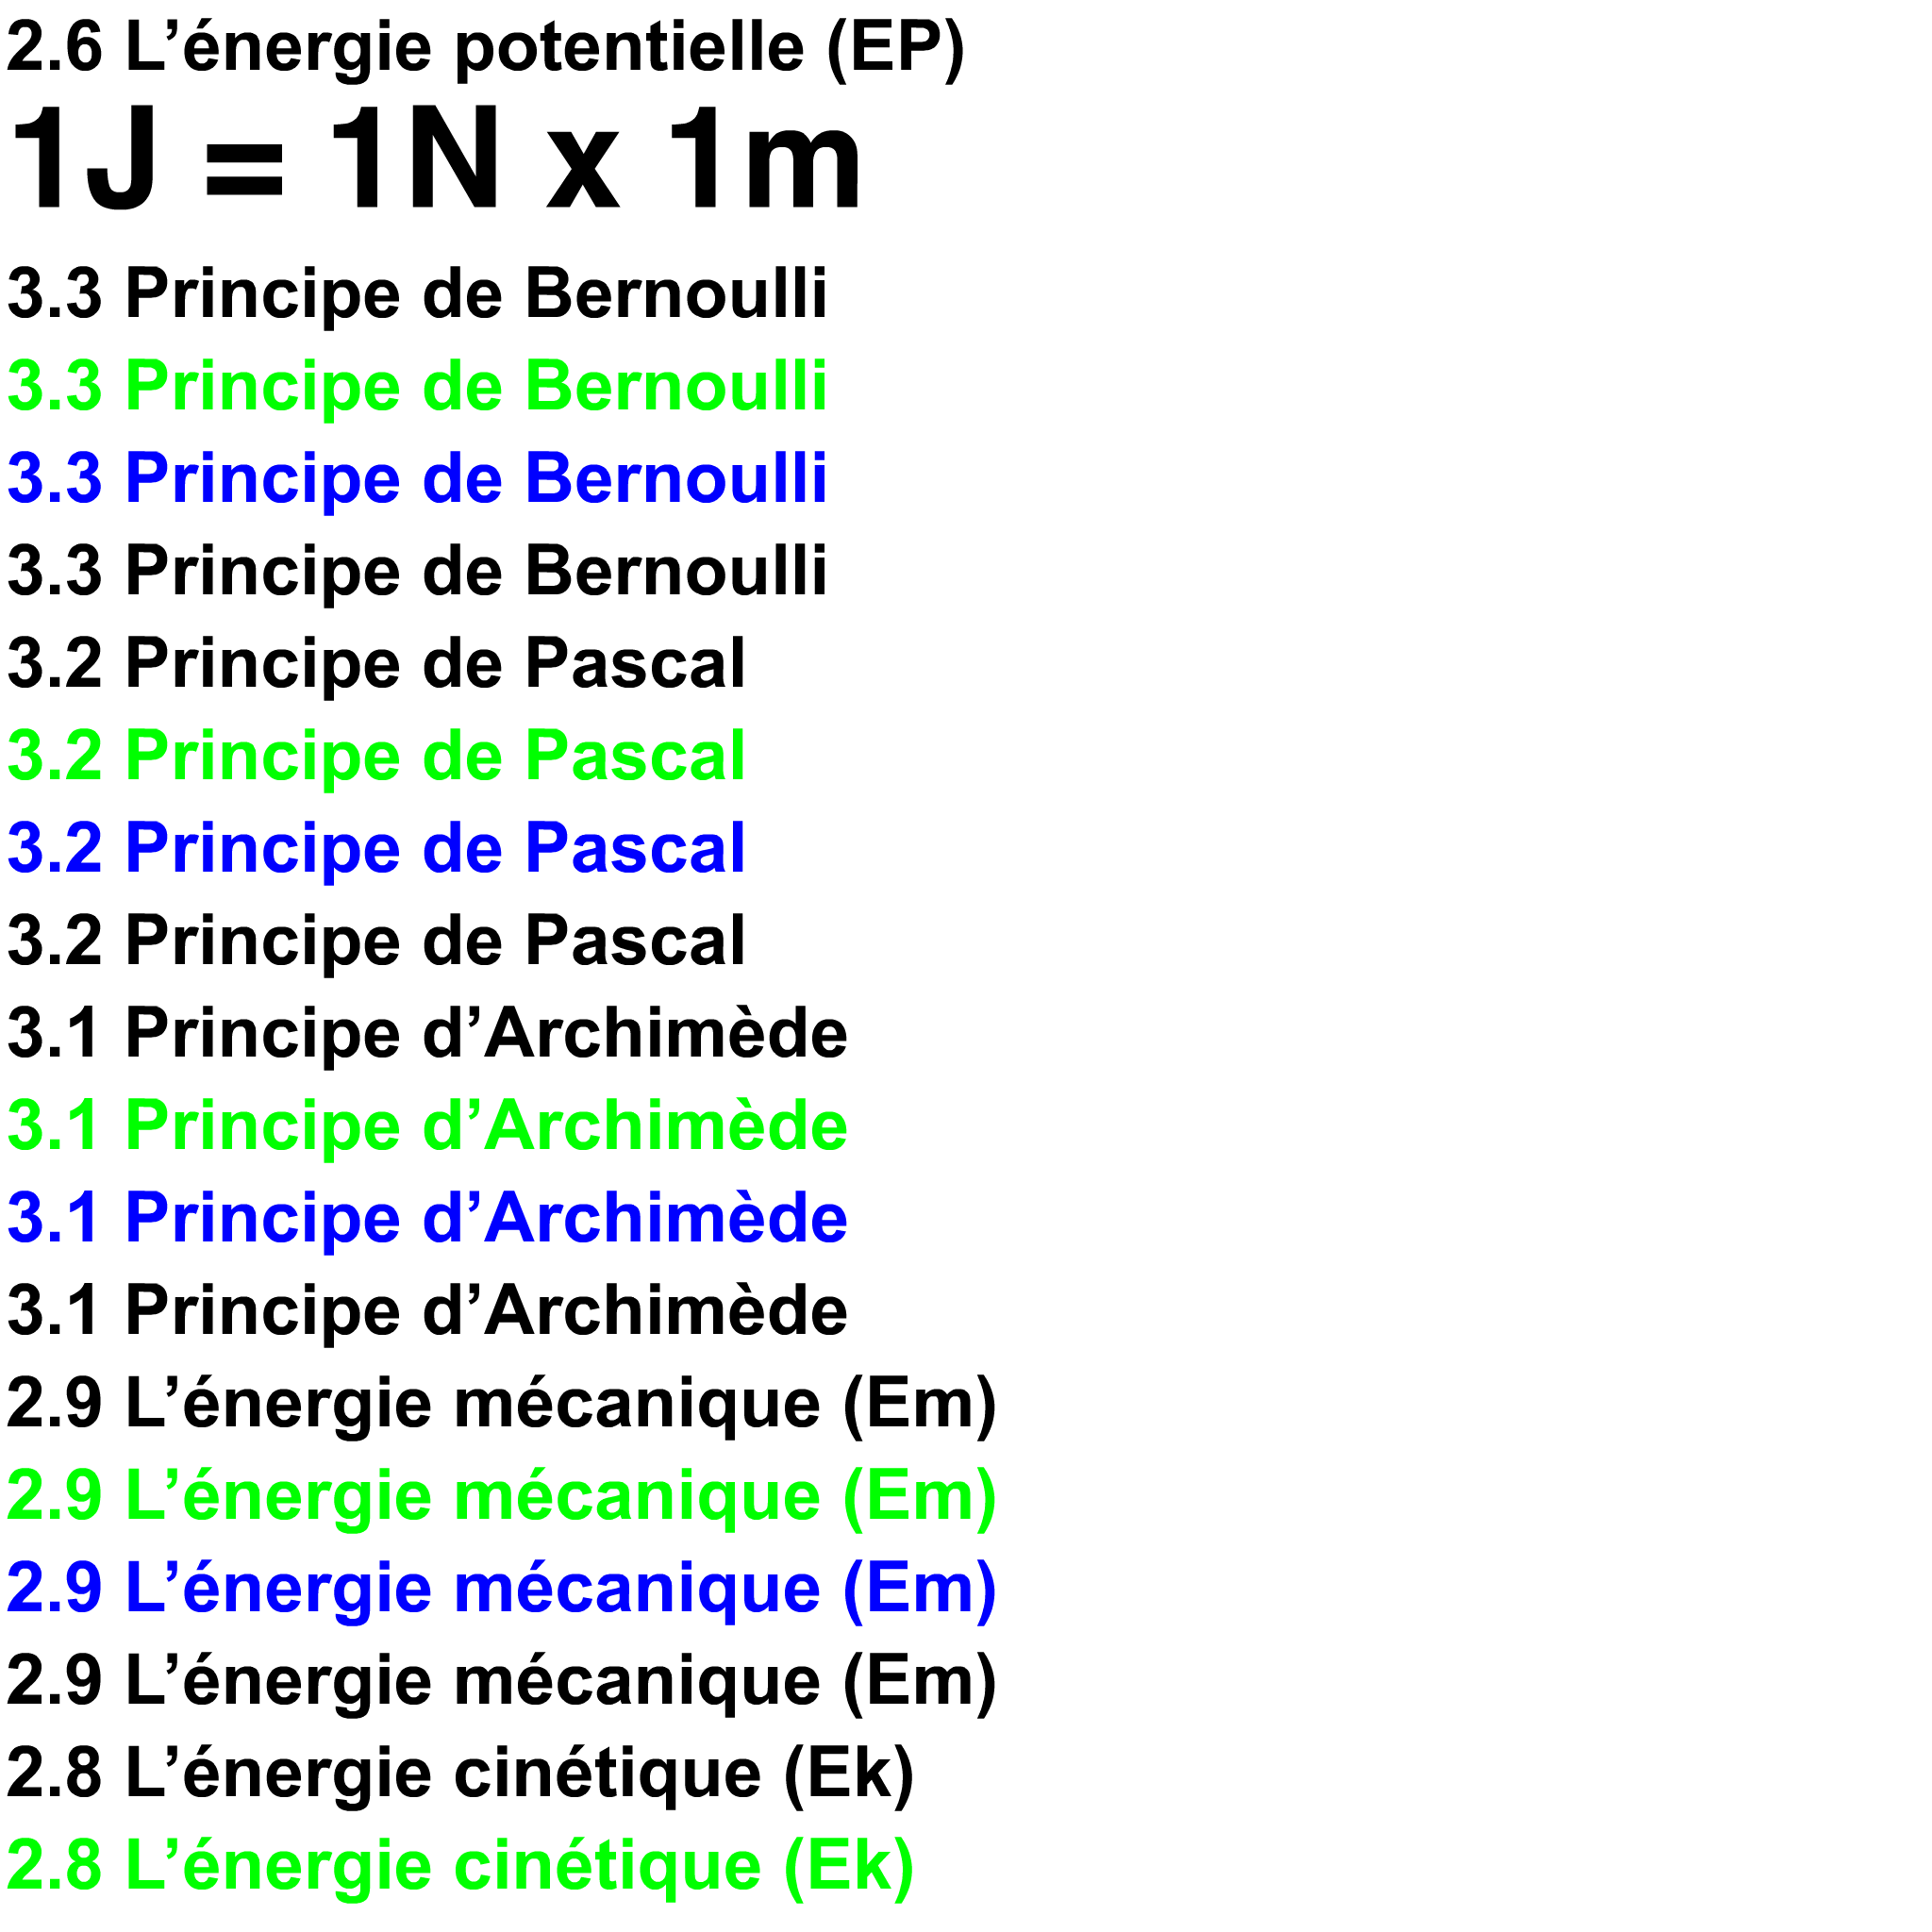 2.6 L’énergie potentielle (EP)
1J = 1N x 1m
3.3 Principe de Bernoulli
3.3 Principe de Bernoulli
3.3 Principe de Bernoulli
3.3 Principe de Bernoulli
3.2 Principe de Pascal
3.2 Principe de Pascal
3.2 Principe de Pascal
3.2 Principe de Pascal
3.1 Principe d’Archimède
3.1 Principe d’Archimède
3.1 Principe d’Archimède
3.1 Principe d’Archimède
2.9 L’énergie mécanique (Em)
2.9 L’énergie mécanique (Em)
2.9 L’énergie mécanique (Em)
2.9 L’énergie mécanique (Em)
2.8 L’énergie cinétique (Ek)
2.8 L’énergie cinétique (Ek)